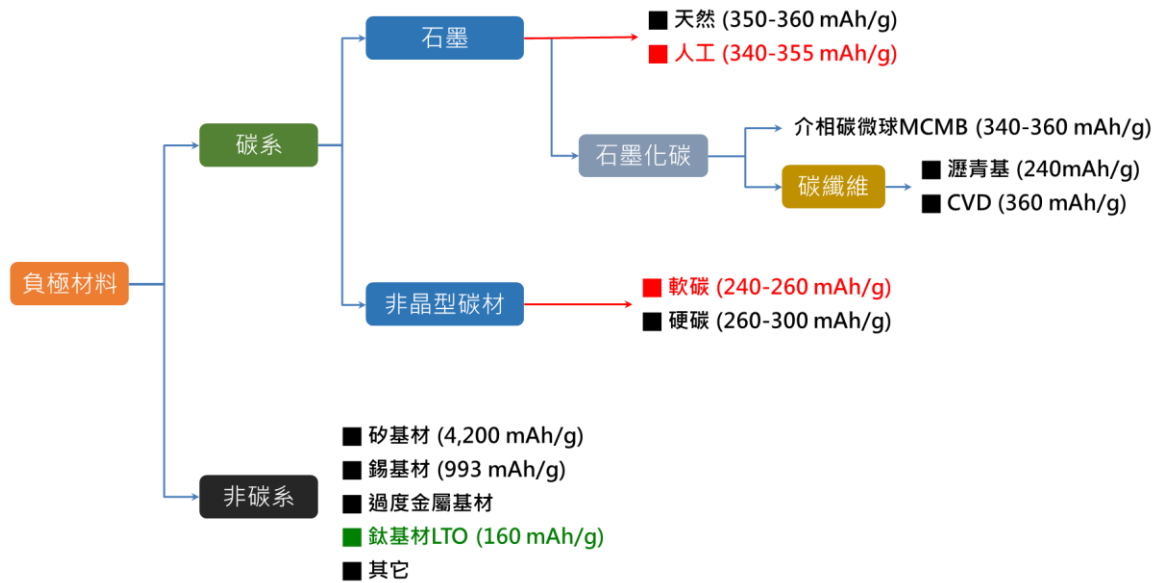 石墨
■ 天然 (350-360 mAh/g)
■ 人工 (340-355 mAh/g)
碳系
石墨化碳
介相碳微球MCMB (340-360 mAh/g)
碳纖維
■ 瀝青基 (240mAh/g)
■ CVD (360 mAh/g)
負極材料
非晶型碳材
■ 軟碳 (240-260 mAh/g)
■ 硬碳 (260-300 mAh/g)
非碳系
■ 矽基材 (4,200 mAh/g)
■ 錫基材 (993 mAh/g)
■ 過度金屬基材
■ 鈦基材LTO (160 mAh/g)
■ 其它